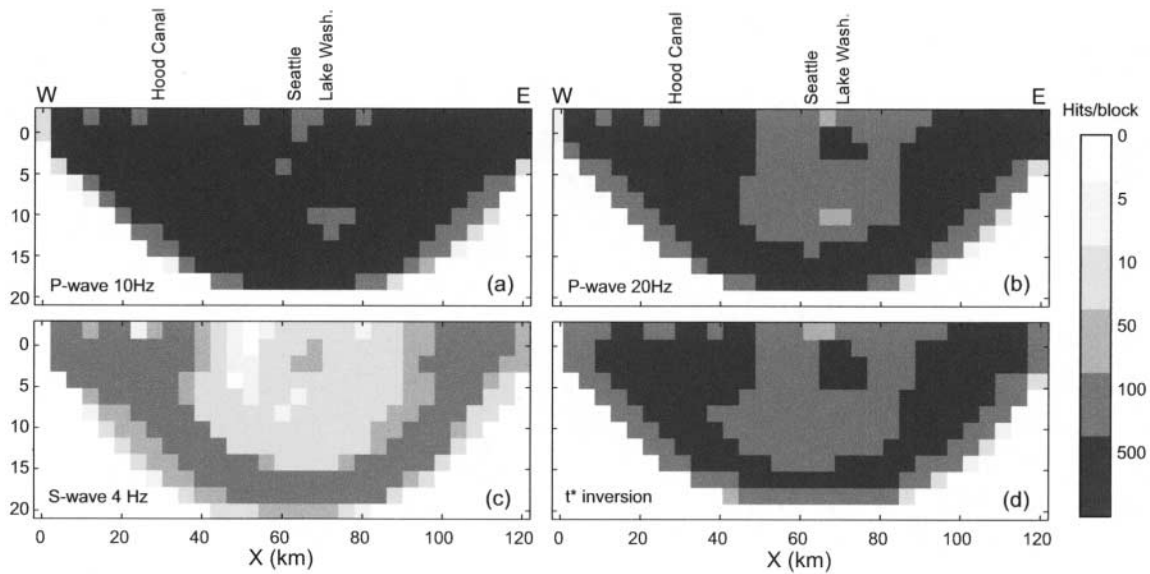 Hood Canal
Seattle
Lake Wash.
Hood Canal
Seattle
Lake Wash.
W E
W E
Hits/block
0
5
10
15
20
P-wave 10Hz (a)
P-wave 20Hz (b)
0
5
10
15
20
S-wave 4 Hz (c)
t* inversion (d)
0 20 40 60 80 100 120
X (km)
0 20 40 60 80 100 120
X (km)
0
5
10
50
100
500